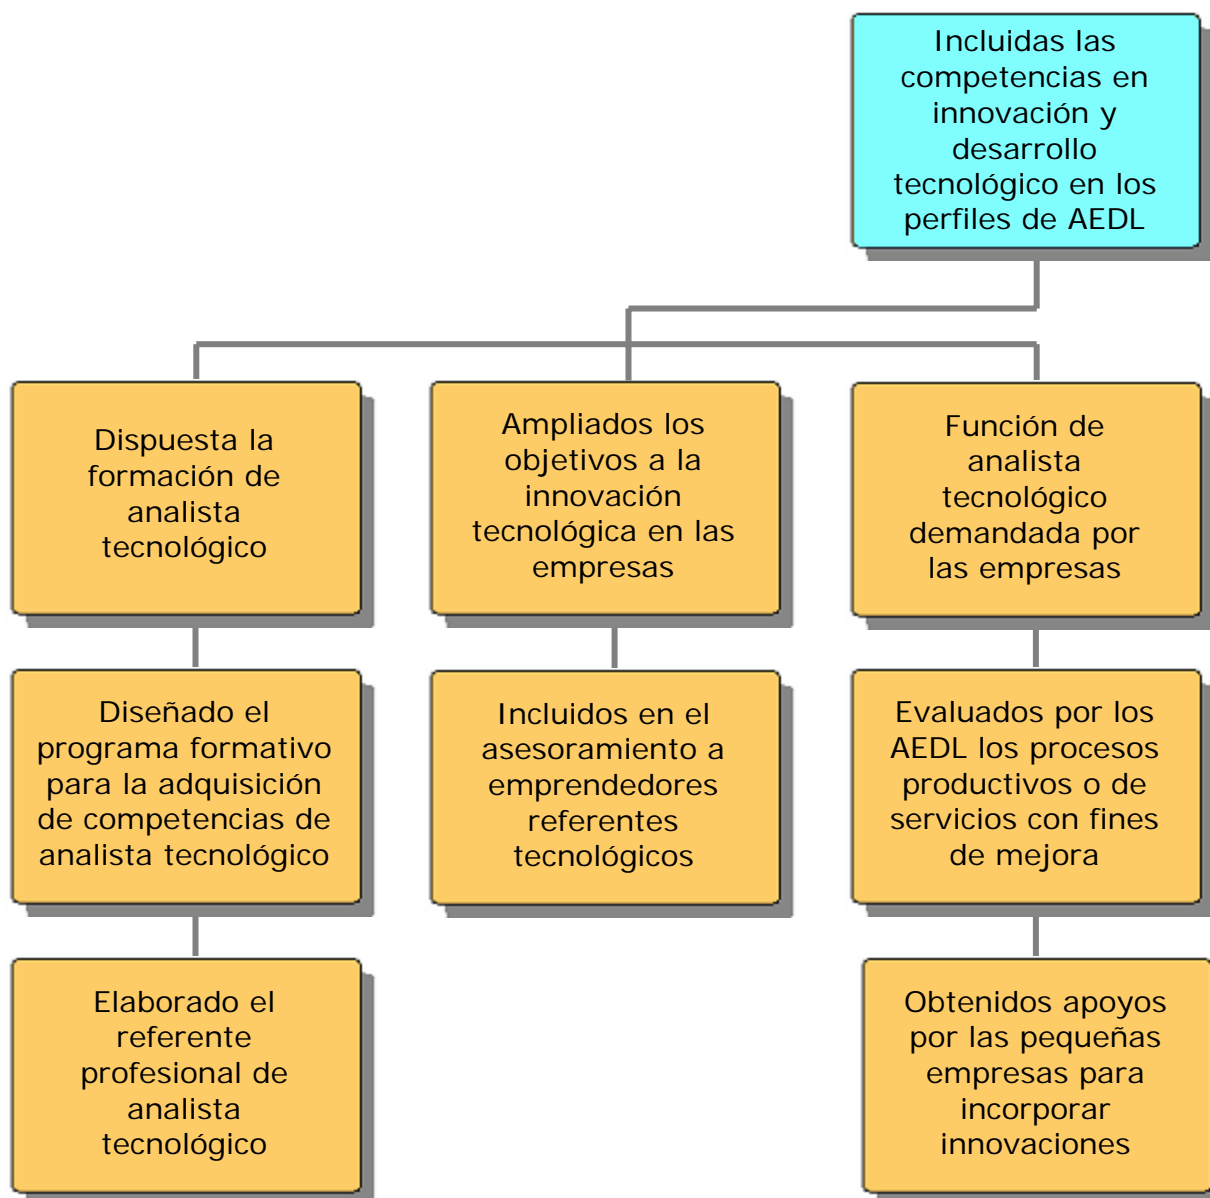 Incluidas las
competencias en
innovación y
desarrollo
tecnológico en los
perfiles de AEDL
Dispuesta la
formación de
analista
tecnológico
Ampliados los
objetivos a la
innovación
tecnológica en las
empresas
Función de
analista
tecnológico
demandada por
las empresas
Diseñado el
programa formativo
para la adquisición
de competencias de
analista tecnológico
Incluidos en el
asesoramiento a
emprendedores
referentes
tecnológicos
Evaluados por los
AEDL los procesos
productivos o de
servicios con fines
de mejora
Elaborado el
referente
profesional de
analista
tecnológico
Obtenidos apoyos
por las pequeñas
empresas para
incorporar
innovaciones